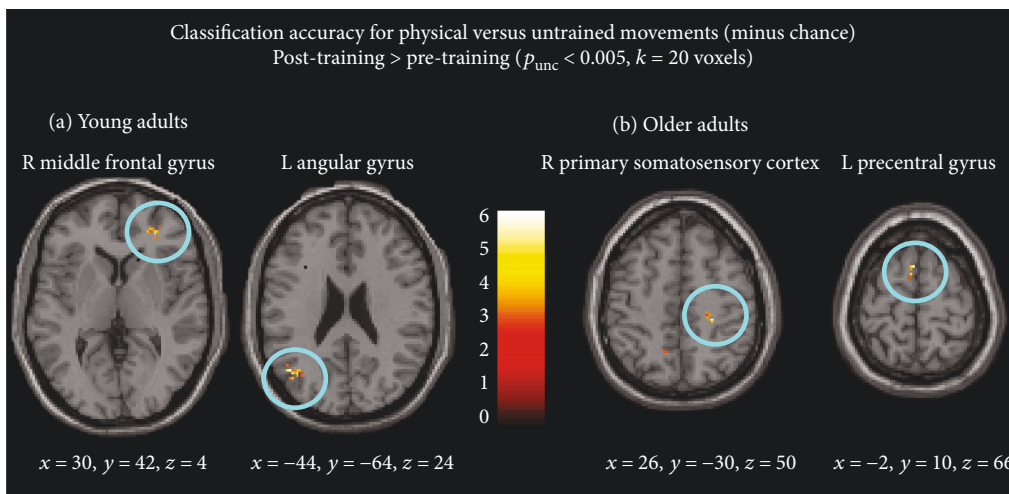 Classification accuracy for physical versus untrained movements (minus chance)
Post-training > pre-training (p_unc < 0.005, k = 20 voxels)
(a) Young adults
R middle frontal gyrus
L angular gyrus
x = 30, y = 42, z = 4
x = −44, y = −64, z = 24
6
5
4
3
2
1
0
(b) Older adults
R primary somatosensory cortex
L precentral gyrus
x = 26, y = −30, z = 50
x = −2, y = 10, z = 66